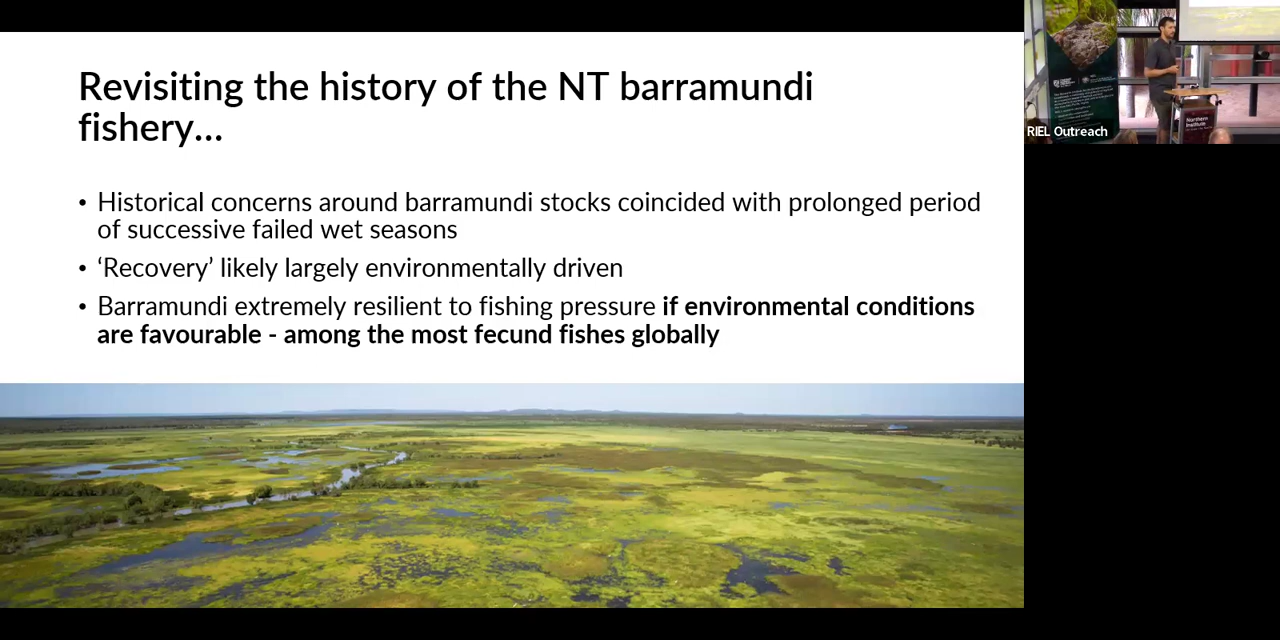 Revisiting the history of the NT barramundi
fishery...
• Historical concerns around barramundi stocks coincided with prolonged period
of successive failed wet seasons
• ‘Recovery’ likely largely environmentally driven
• Barramundi extremely resilient to fishing pressure if environmental conditions
are favourable - among the most fecund fishes globally
RIEL Outreach
Northern
Institute